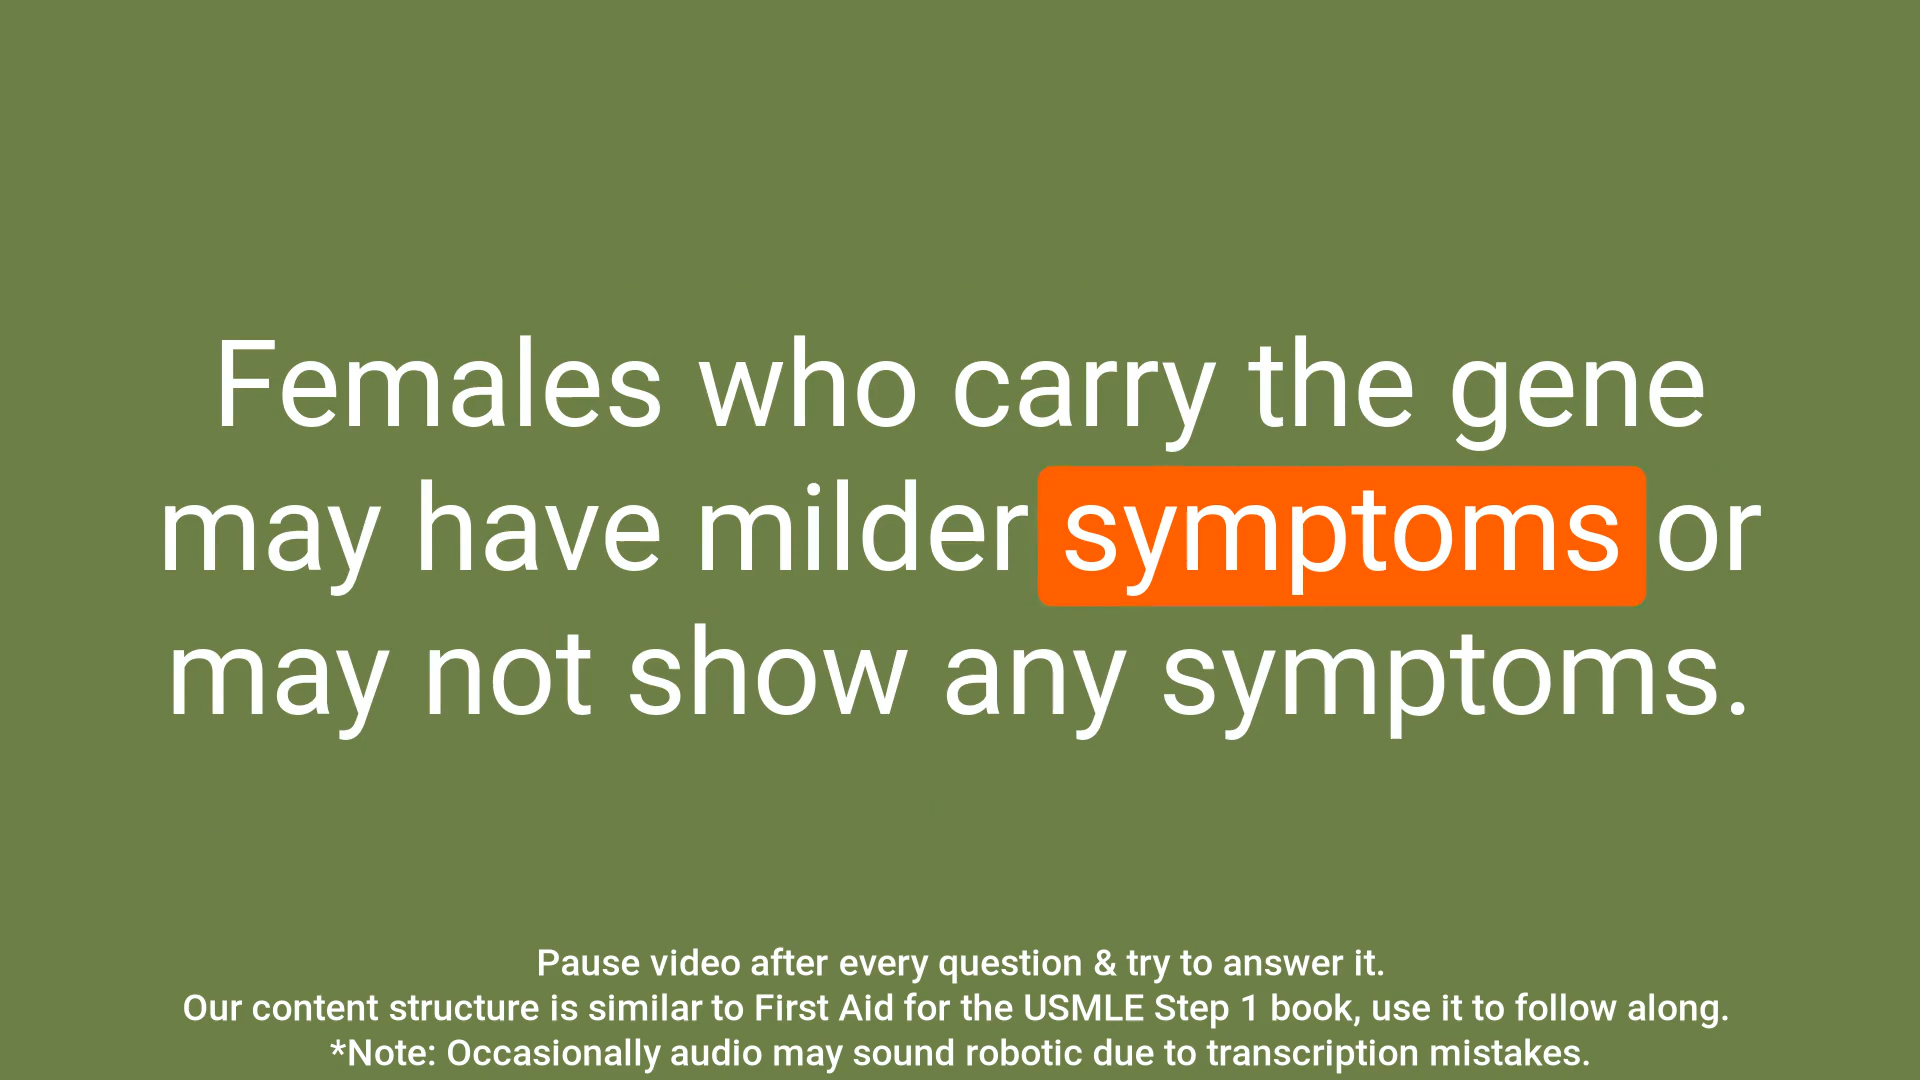 Females who carry the gene
may have milder symptoms or
may not show any symptoms.
Pause video after every question & try to answer it.
Our content structure is similar to First Aid for the USMLE Step 1 book, use it to follow along.
*Note: Occasionally audio may sound robotic due to transcription mistakes.